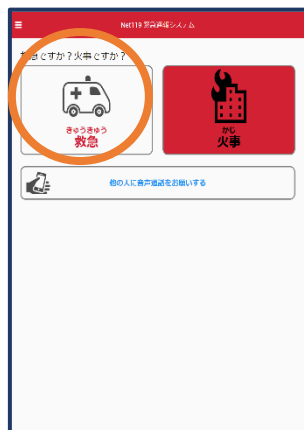 Net119 緊急通報システム
救急ですか？火事ですか？
きゅうきゅう
救急
かじ
火事
他の人に音声通話をお願いする